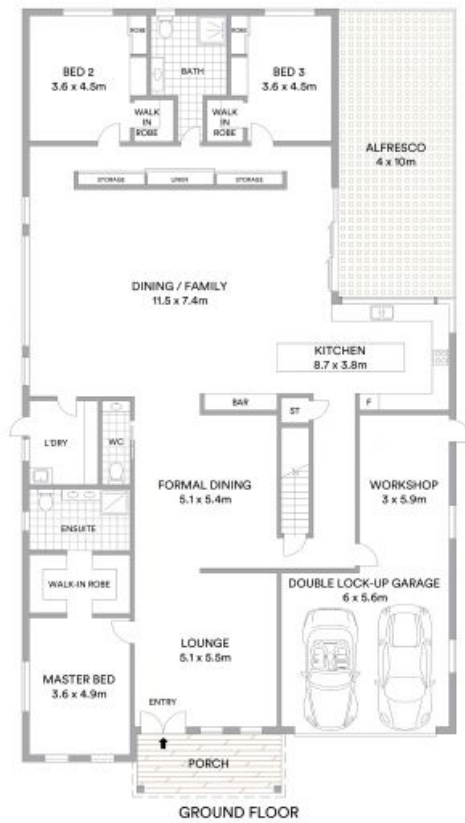 ROBE
ROBE
BED 2
3.6 x 4.5m
BATH
BED 3
3.6 x 4.5m
WALK
IN
ROBE
WALK
IN
ROBE
ALFRESCO
4 x 10m
STORAGE
LINEN
STORAGE
DINING / FAMILY
11.5 x 7.4m
KITCHEN
8.7 x 3.8m
BAR
ST
F
L'DRY
WC
FORMAL DINING
5.1 x 5.4m
WORKSHOP
3 x 5.9m
ENSUITE
WALK-IN ROBE
DOUBLE LOCK-UP GARAGE
6 x 5.6m
LOUNGE
5.1 x 5.5m
MASTER BED
3.6 x 4.9m
ENTRY
PORCH
GROUND FLOOR